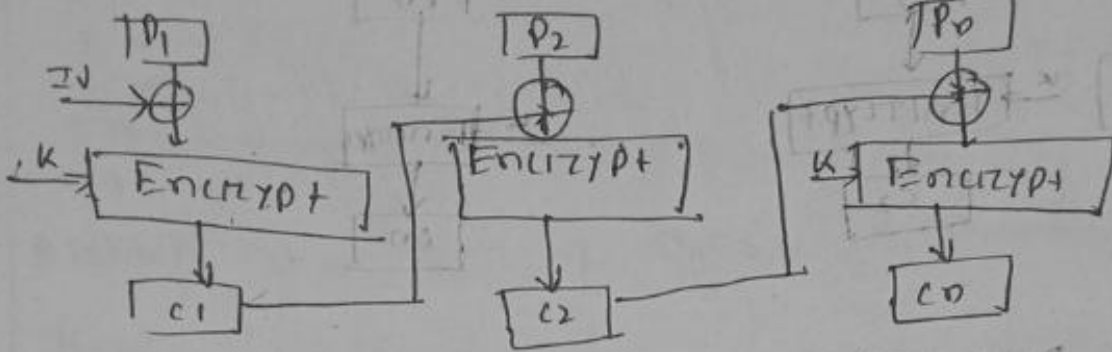 P1 P2 Pn
IV
K Encrypt Encrypt K Encrypt
C1 C2 Cn